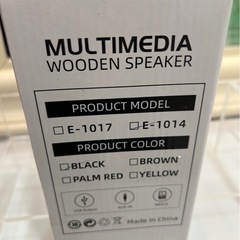 MULTIMEDIA
WOODEN SPEAKER
PRODUCT MODEL
E-1017 E-1014
PRODUCT COLOR
BLACK BROWN
PALM RED YELLOW
Made in China